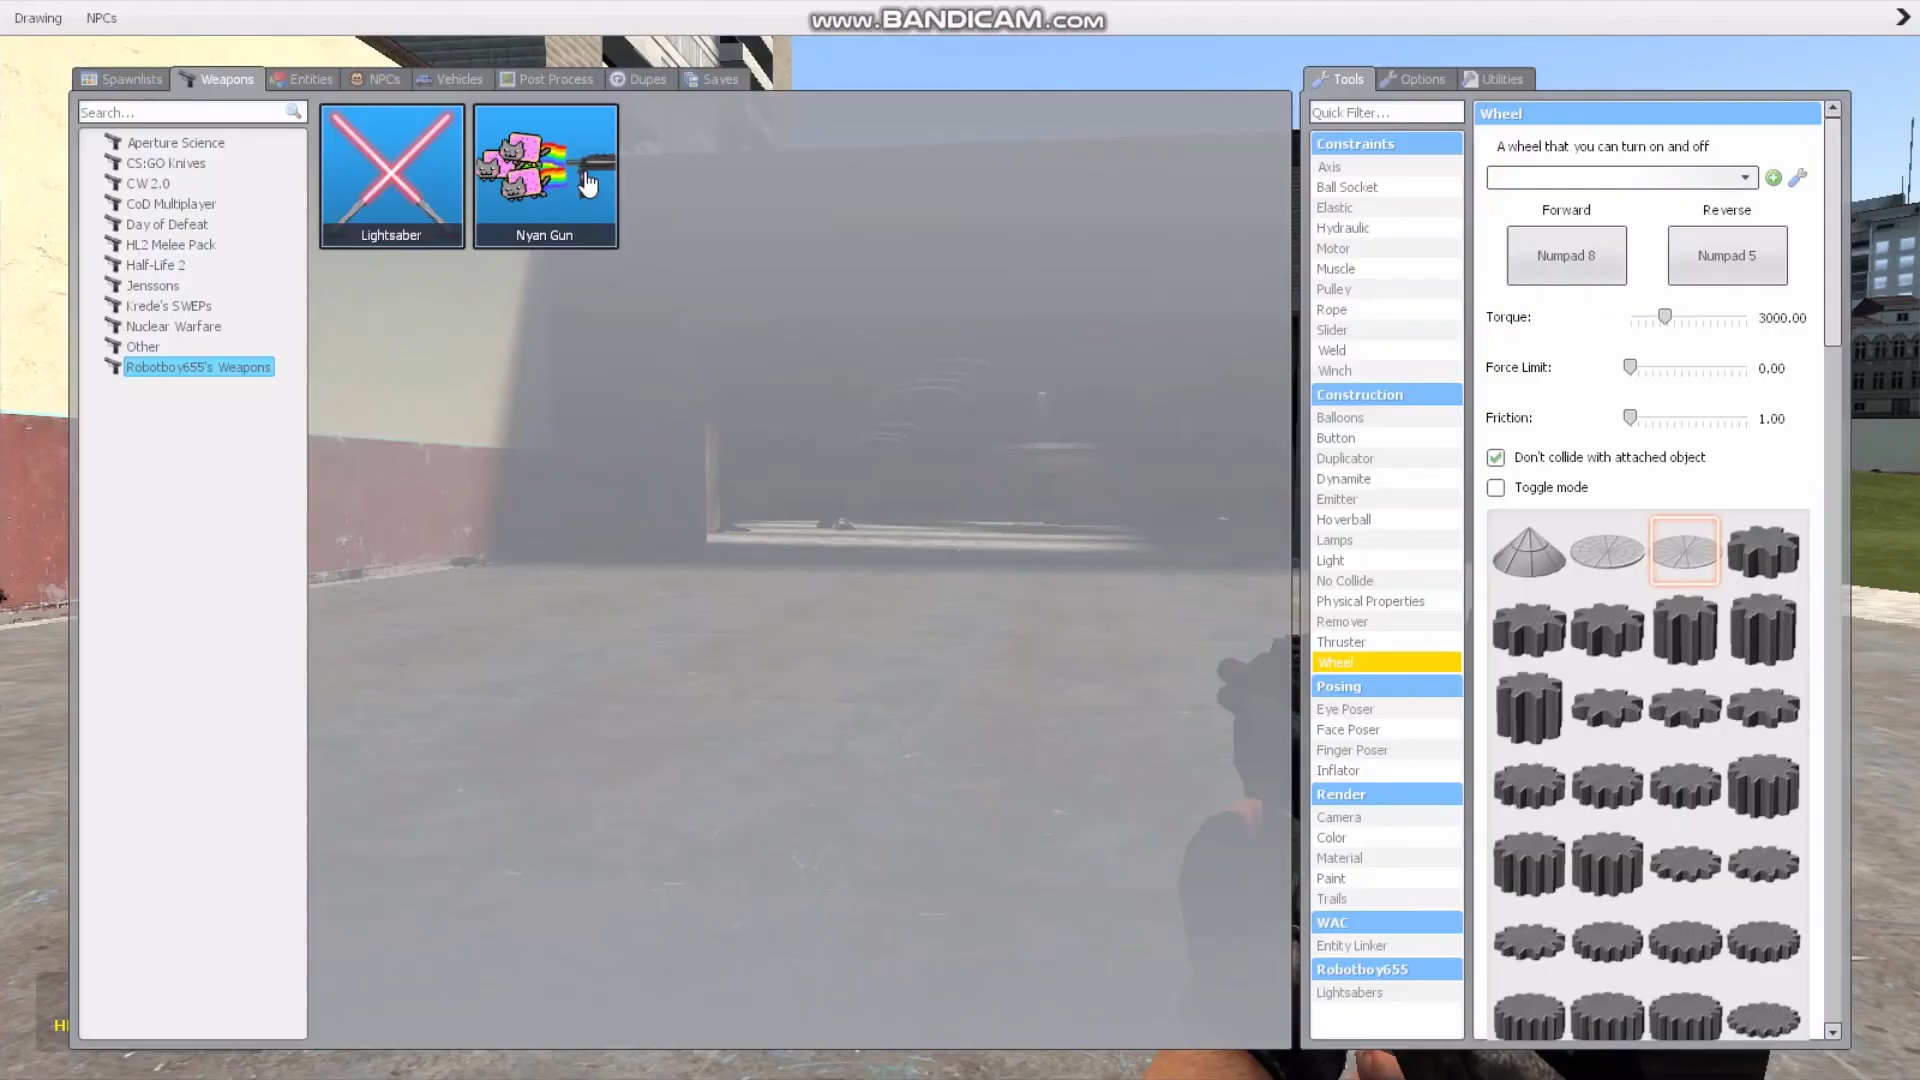 Drawing NPCs
www.BANDICAM.com
Spawnlists Weapons Entities NPCs Vehicles Post Process Dupes Saves
Search...
Aperture Science
CS:GO Knives
CW 2.0
CoD Multiplayer
Day of Defeat
HL2 Melee Pack
Half-Life 2
Jenssons
Krede's SWEPs
Nuclear Warfare
Other
Robotboy655's Weapons
Lightsaber
Nyan Gun
Tools Options Utilities
Quick Filter...
Constraints
Axis
Ball Socket
Elastic
Hydraulic
Motor
Muscle
Pulley
Rope
Slider
Weld
Winch
Construction
Balloons
Button
Duplicator
Dynamite
Emitter
Hoverball
Lamps
Light
No Collide
Physical Properties
Remover
Thruster
Wheel
Posing
Eye Poser
Face Poser
Finger Poser
Inflator
Render
Camera
Color
Material
Paint
Trails
WAC
Entity Linker
Robotboy655
Lightsabers
Wheel
A wheel that you can turn on and off
Forward Reverse
Numpad 8 Numpad 5
Torque: 3000.00
Force Limit: 0.00
Friction: 1.00
Don't collide with attached object
Toggle mode